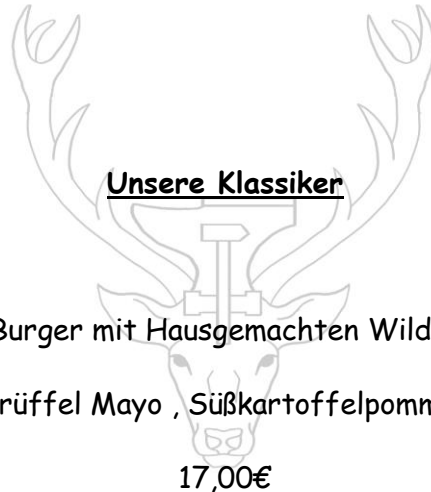 Unsere Klassiker
Burger mit Hausgemachten Wild
rüffel Mayo , Süßkartoffelpomm
17,00€